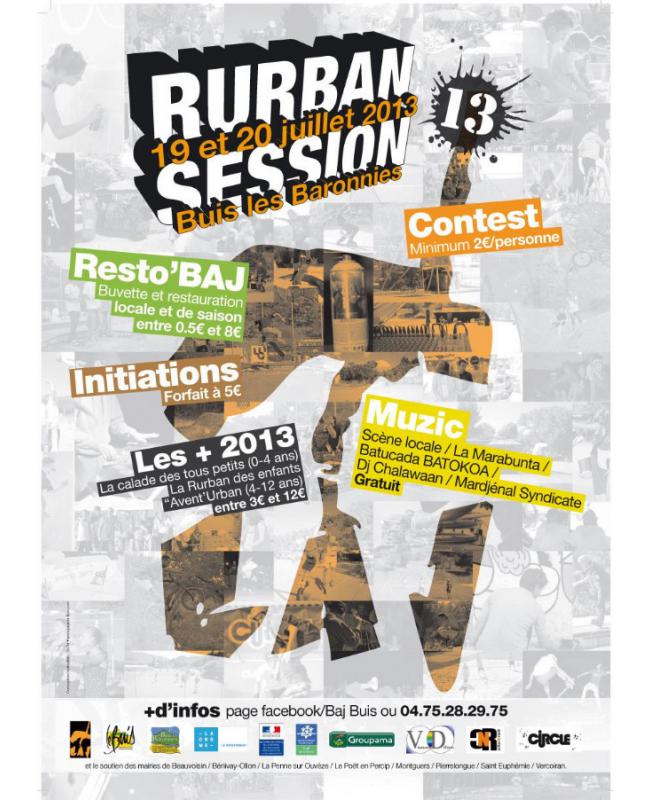 RURBAN
19 et 20 juillet 2013
SESSION
Buis les Baronnies
13
Contest
Minimum 2€/personne
Resto'BAJ
Buvette et restauration
locale et de saison
entre 0.5€ et 8€
Initiations
Forfait à 5€
Les + 2013
La calade des tous petits (0-4 ans)
La Rurban des enfants
"Avent'Urban (4-12 ans)
entre 3€ et 12€
Muzic
Scène locale / La Marabunta /
Batucada BATOKOA /
Dj Chalawaan / Mardjénal Syndicate
Gratuit
+d'infos page facebook/Baj Buis ou 04.75.28.29.75
Groupama
CIRCLE
et le soutien des mairies de Beauvoisin / Bénivay-Ollon / La Penne sur Ouvèze / Le Poët en Percip / Montguers / Pierrelongue / Saint Euphémie / Vercoiran.